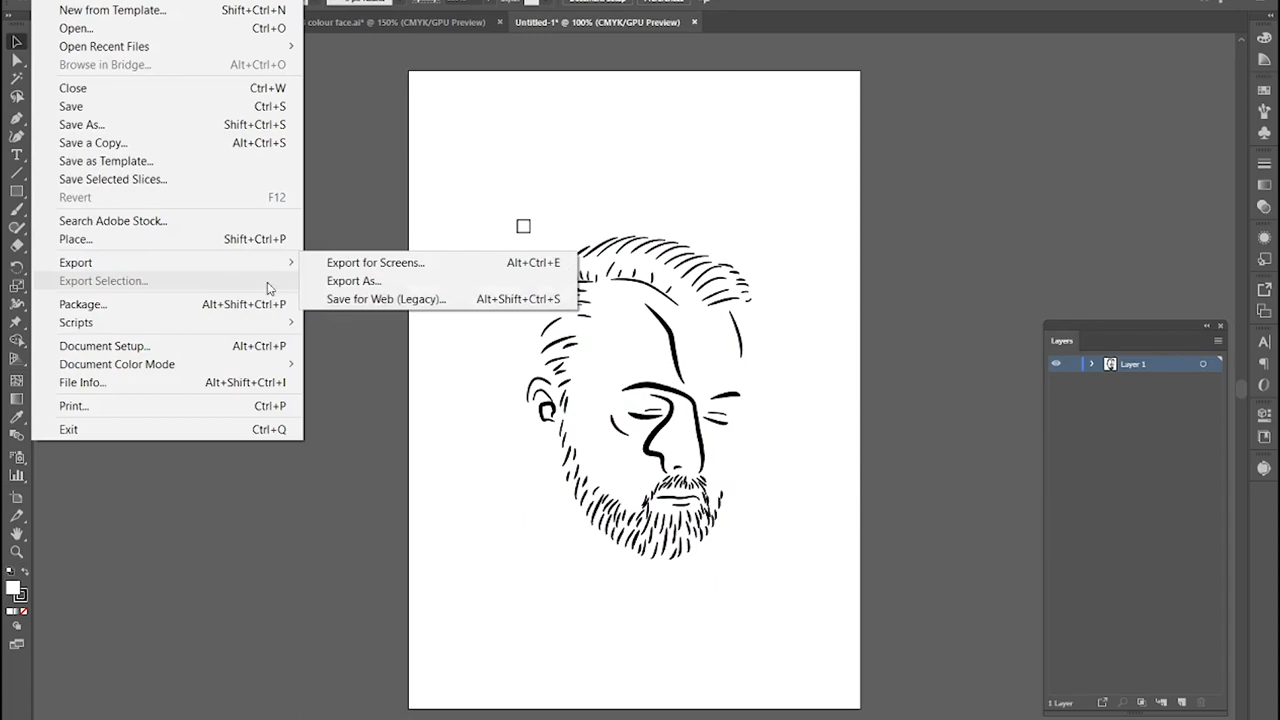 New from Template... Shift+Ctrl+N
colour face.ai* @ 150% (CMYK/GPU Preview) × Untitled-1* @ 100% (CMYK/GPU Preview) ×
Open... Ctrl+O
Open Recent Files >
Browse in Bridge... Alt+Ctrl+O
Close Ctrl+W
Save Ctrl+S
Save As... Shift+Ctrl+S
Save a Copy... Alt+Ctrl+S
Save as Template...
Save Selected Slices...
Revert F12
Search Adobe Stock...
Place... Shift+Ctrl+P
Export >
Export for Screens... Alt+Ctrl+E
Export Selection...
Export As...
Save for Web (Legacy)... Alt+Shift+Ctrl+S
Package... Alt+Shift+Ctrl+P
Scripts >
Document Setup... Alt+Ctrl+P
Document Color Mode >
File Info... Alt+Shift+Ctrl+I
Print... Ctrl+P
Exit Ctrl+Q
Layers
Layer 1
1 Layer